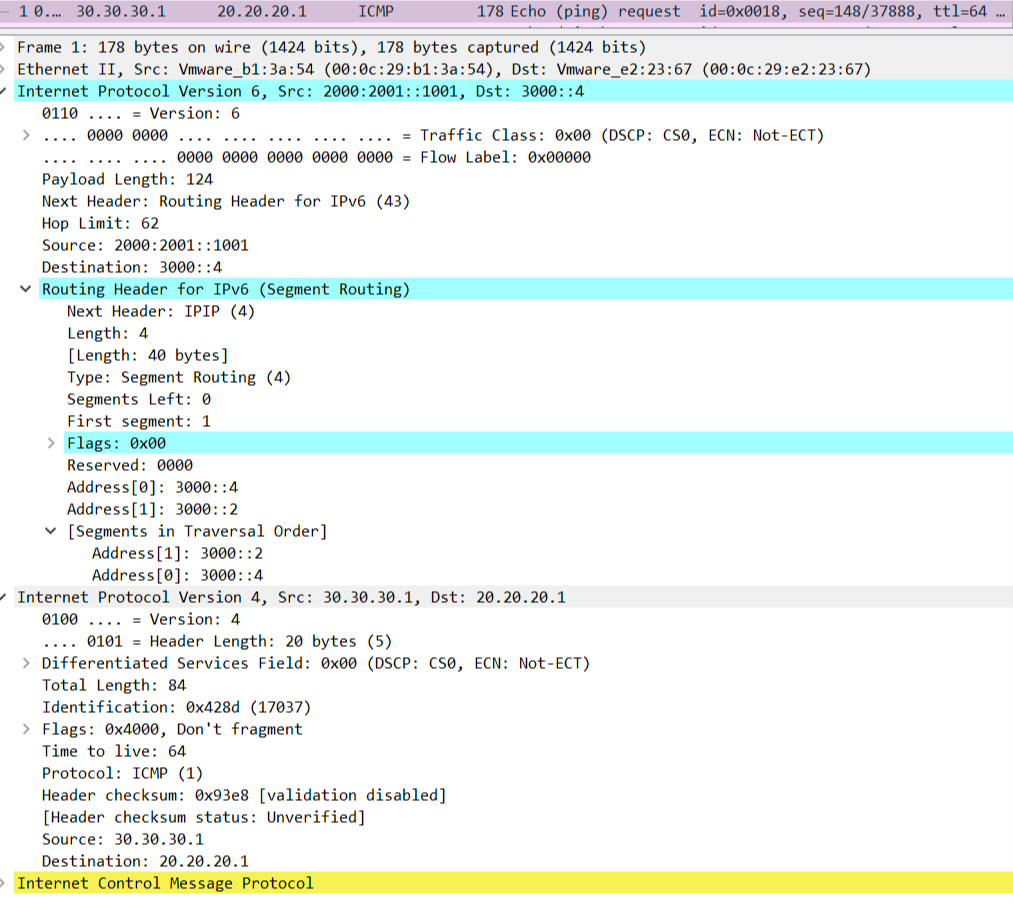 1 0.… 30.30.30.1 20.20.20.1 ICMP 178 Echo (ping) request id=0x0018, seq=148/37888, ttl=64 …
Frame 1: 178 bytes on wire (1424 bits), 178 bytes captured (1424 bits)
Ethernet II, Src: Vmware_b1:3a:54 (00:0c:29:b1:3a:54), Dst: Vmware_e2:23:67 (00:0c:29:e2:23:67)
Internet Protocol Version 6, Src: 2000:2001::1001, Dst: 3000::4
0110 .... = Version: 6
.... 0000 0000 .... .... .... .... .... = Traffic Class: 0x00 (DSCP: CS0, ECN: Not-ECT)
.... .... .... 0000 0000 0000 0000 0000 = Flow Label: 0x00000
Payload Length: 124
Next Header: Routing Header for IPv6 (43)
Hop Limit: 62
Source: 2000:2001::1001
Destination: 3000::4
Routing Header for IPv6 (Segment Routing)
Next Header: IPIP (4)
Length: 4
[Length: 40 bytes]
Type: Segment Routing (4)
Segments Left: 0
First segment: 1
Flags: 0x00
Reserved: 0000
Address[0]: 3000::4
Address[1]: 3000::2
[Segments in Traversal Order]
Address[1]: 3000::2
Address[0]: 3000::4
Internet Protocol Version 4, Src: 30.30.30.1, Dst: 20.20.20.1
0100 .... = Version: 4
.... 0101 = Header Length: 20 bytes (5)
Differentiated Services Field: 0x00 (DSCP: CS0, ECN: Not-ECT)
Total Length: 84
Identification: 0x428d (17037)
Flags: 0x4000, Don't fragment
Time to live: 64
Protocol: ICMP (1)
Header checksum: 0x93e8 [validation disabled]
[Header checksum status: Unverified]
Source: 30.30.30.1
Destination: 20.20.20.1
Internet Control Message Protocol